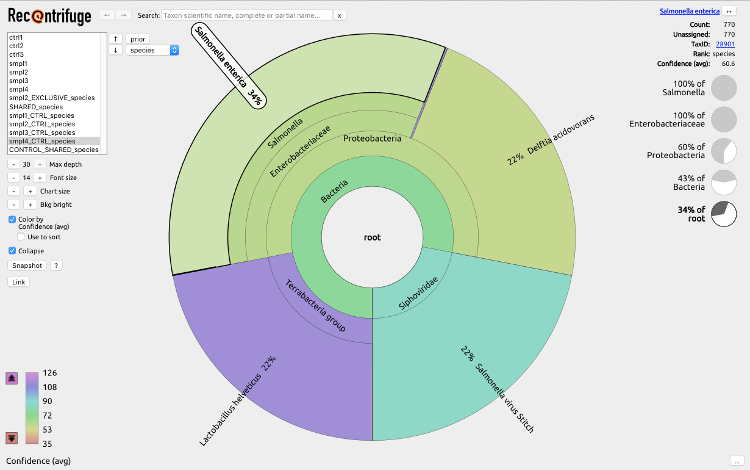 Recentrifuge
← → Search: Taxon scientific name, complete or partial name... x
ctrl1
ctrl2
ctrl3
smpl1
smpl2
smpl3
smpl4
smpl2_EXCLUSIVE_species
SHARED_species
smpl1_CTRL_species
smpl2_CTRL_species
smpl3_CTRL_species
smpl4_CTRL_species
CONTROL_SHARED_species
↑ prior
↓ species
- 30 + Max depth
- 14 + Font size
- + Chart size
- + Bkg bright
Color by
Confidence (avg)
Use to sort
Collapse
Snapshot ?
Link
126
108
90
72
53
35
Confidence (avg)
Salmonella enterica 34%
Salmonella
Enterobacteriaceae
Proteobacteria
Bacteria
root
22% Delftia acidovorans
Terrabacteria group
Siphoviridae
Lactobacillus helveticus 22%
22% Salmonella virus Stitch
Salmonella enterica ↔
Count: 770
Unassigned: 770
TaxID: 28901
Rank: species
Confidence (avg): 60.6
100% of
Salmonella
100% of
Enterobacteriaceae
60% of
Proteobacteria
43% of
Bacteria
34% of
root
...